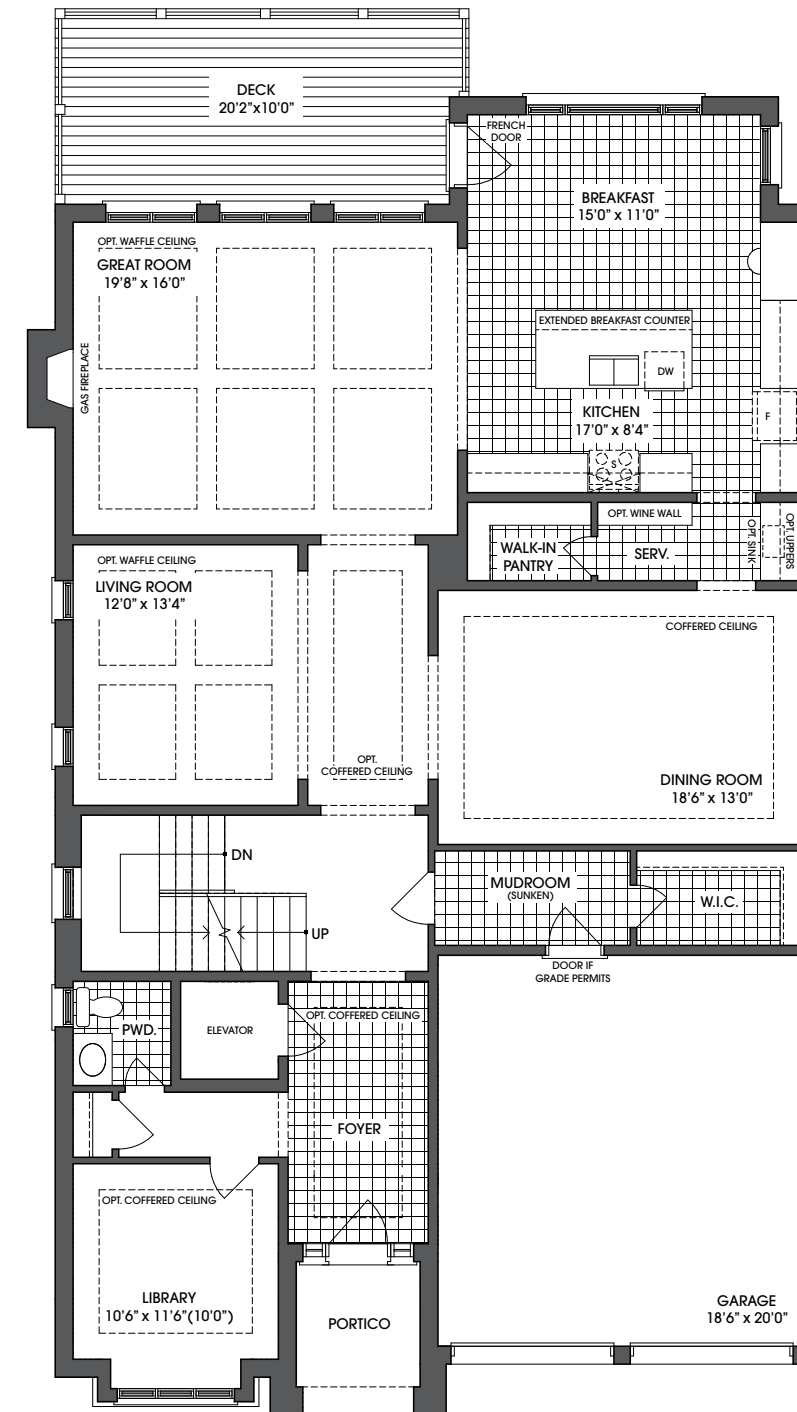 DECK
20'2"x10'0"
FRENCH
DOOR
BREAKFAST
15'0" x 11'0"
OPT. WAFFLE CEILING
GREAT ROOM
19'8" x 16'0"
GAS FIREPLACE
EXTENDED BREAKFAST COUNTER
DW
KITCHEN
17'0" x 8'4"
F
S
OPT. WINE WALL
WALK-IN
PANTRY
SERV.
OPT. SINK
OPT. UPPERS
OPT. WAFFLE CEILING
LIVING ROOM
12'0" x 13'4"
COFFERED CEILING
OPT.
COFFERED CEILING
DINING ROOM
18'6" x 13'0"
DN
UP
MUDROOM
(SUNKEN)
W.I.C.
DOOR IF
GRADE PERMITS
PWD.
ELEVATOR
OPT. COFFERED CEILING
FOYER
OPT. COFFERED CEILING
LIBRARY
10'6" x 11'6"(10'0")
PORTICO
GARAGE
18'6" x 20'0"